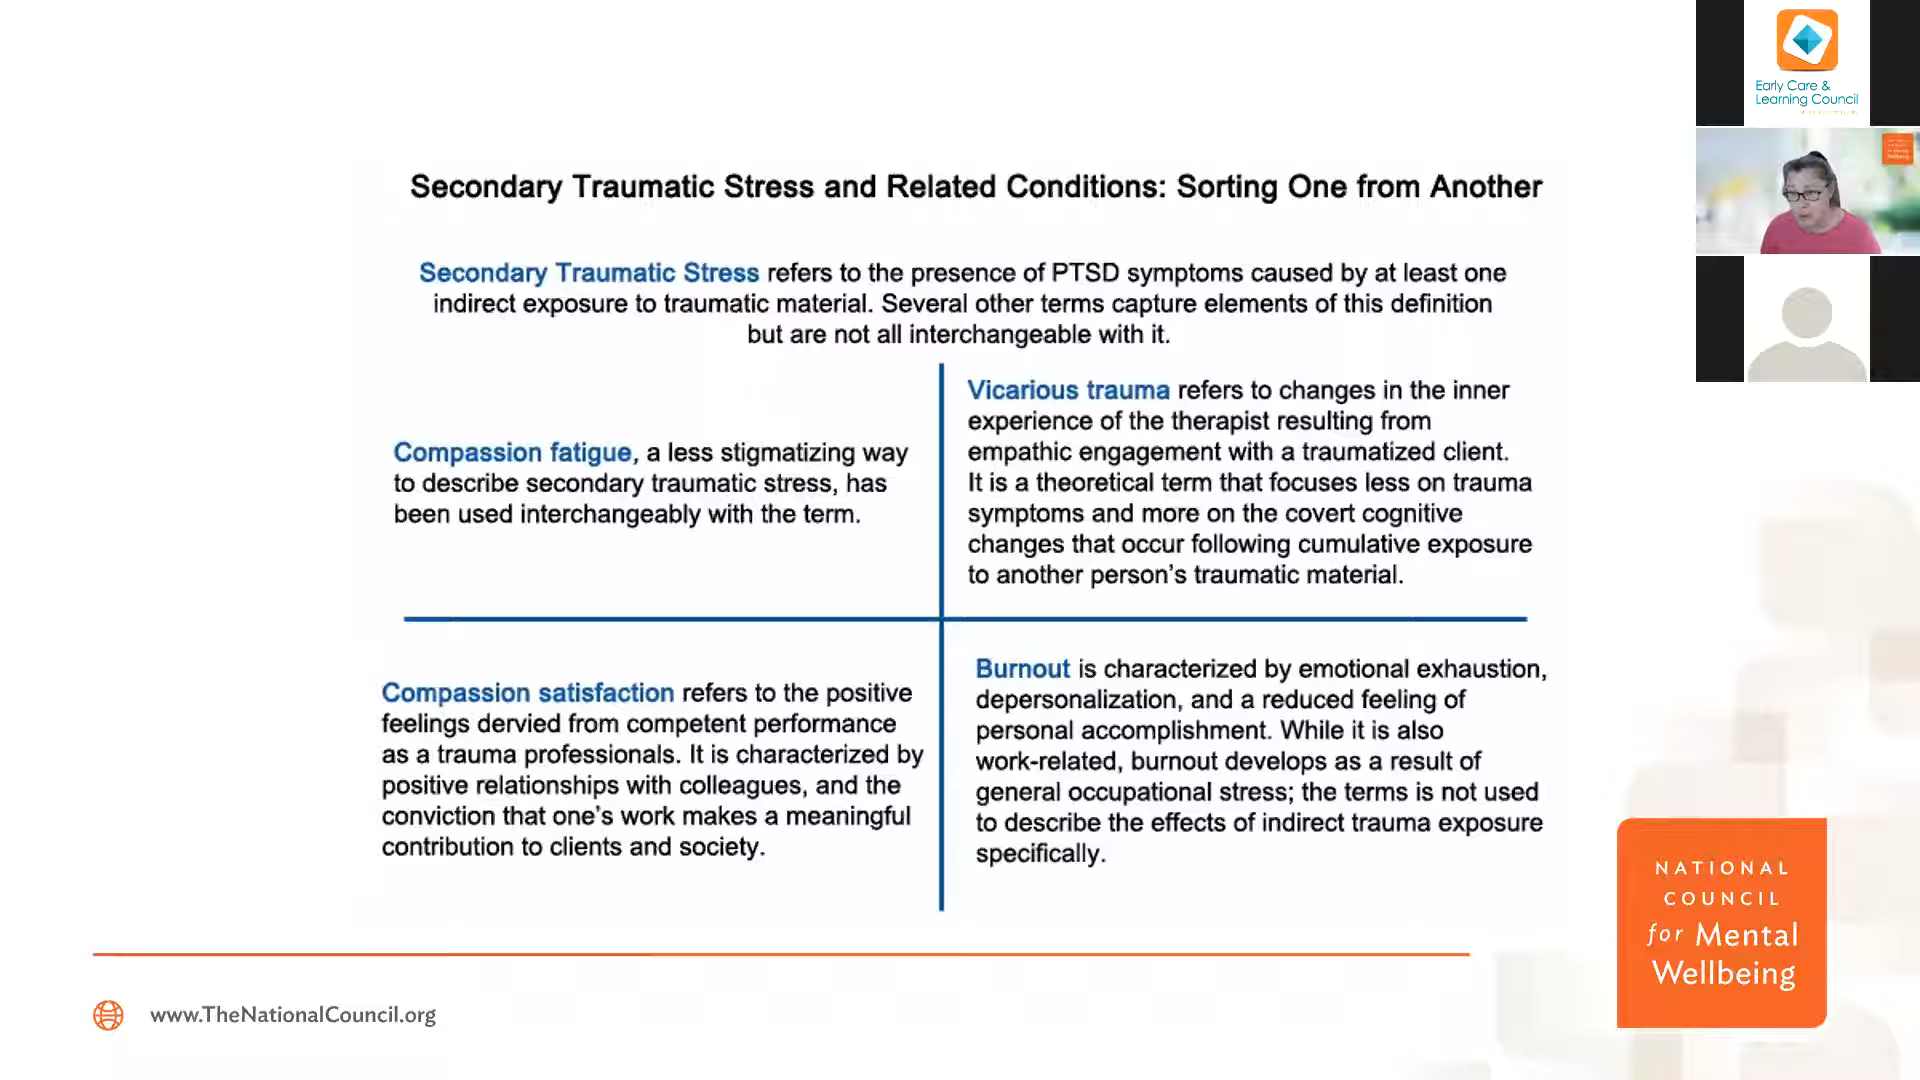 Secondary Traumatic Stress and Related Conditions: Sorting One from Another
Secondary Traumatic Stress refers to the presence of PTSD symptoms caused by at least one
indirect exposure to traumatic material. Several other terms capture elements of this definition
but are not all interchangeable with it.
Compassion fatigue, a less stigmatizing way
to describe secondary traumatic stress, has
been used interchangeably with the term.
Vicarious trauma refers to changes in the inner
experience of the therapist resulting from
empathic engagement with a traumatized client.
It is a theoretical term that focuses less on trauma
symptoms and more on the covert cognitive
changes that occur following cumulative exposure
to another person's traumatic material.
Compassion satisfaction refers to the positive
feelings dervied from competent performance
as a trauma professionals. It is characterized by
positive relationships with colleagues, and the
conviction that one's work makes a meaningful
contribution to clients and society.
Burnout is characterized by emotional exhaustion,
depersonalization, and a reduced feeling of
personal accomplishment. While it is also
work-related, burnout develops as a result of
general occupational stress; the terms is not used
to describe the effects of indirect trauma exposure
specifically.
www.TheNationalCouncil.org
NATIONAL
COUNCIL
for Mental
Wellbeing
Early Care &
Learning Council